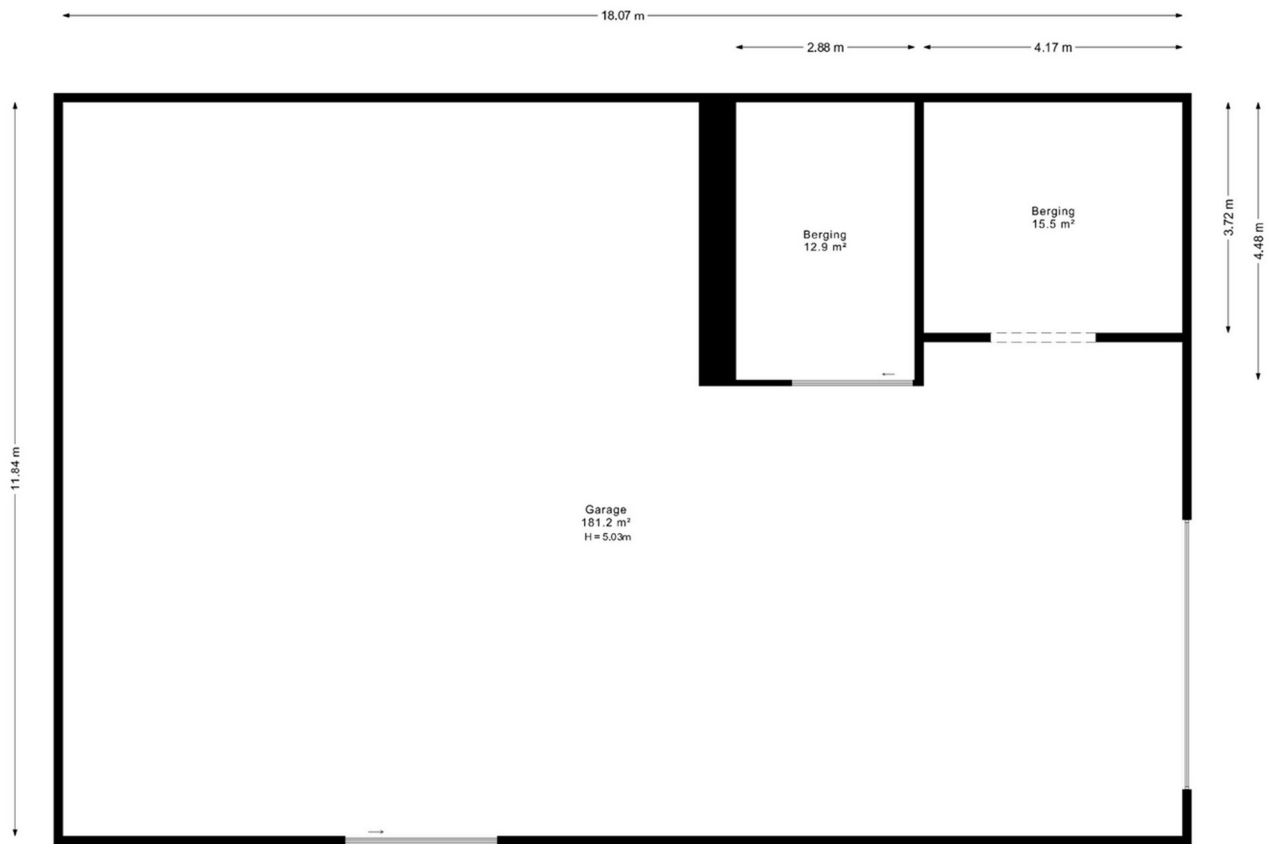 18.07 m
2.88 m
4.17 m
Berging
15.5 m²
3.72 m
4.48 m
Berging
12.9 m²
11.84 m
Garage
181.2 m²
H = 5.03m